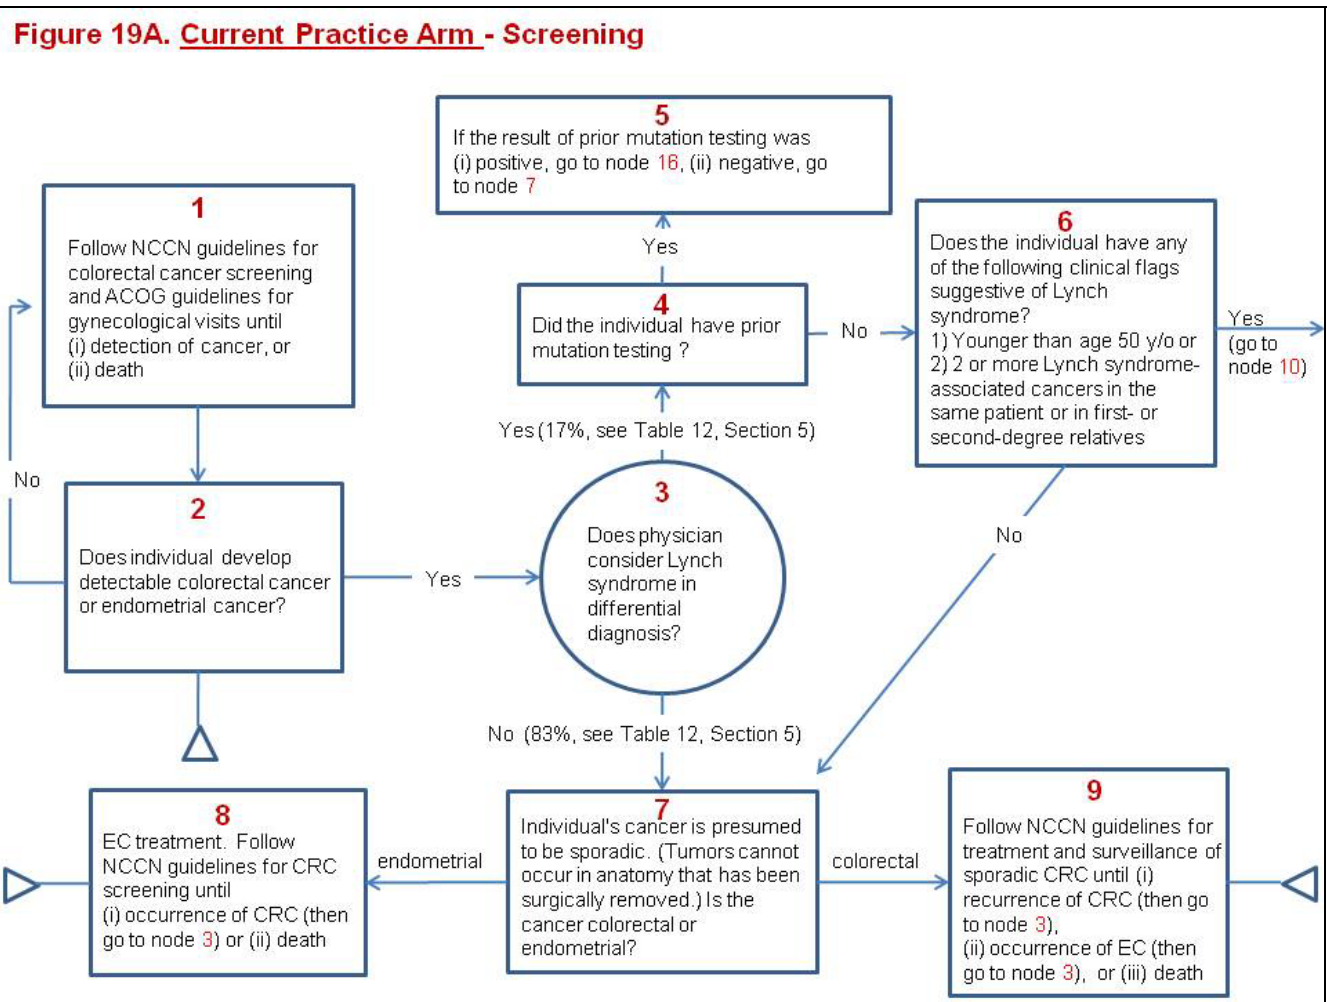 Figure 19A. Current Practice Arm - Screening
5
If the result of prior mutation testing was
(i) positive, go to node 16, (ii) negative, go
to node 7
1
Follow NCCN guidelines for
colorectal cancer screening
and ACOG guidelines for
gynecological visits until
(i) detection of cancer, or
(ii) death
Yes
4
Did the individual have prior
mutation testing ?
No
6
Does the individual have any
of the following clinical flags
suggestive of Lynch
syndrome?
1) Younger than age 50 y/o or
2) 2 or more Lynch syndrome-
associated cancers in the
same patient or in first- or
second-degree relatives
Yes
(go to
node 10)
Yes (17%, see Table 12, Section 5)
No
2
Does individual develop
detectable colorectal cancer
or endometrial cancer?
Yes
3
Does physician
consider Lynch
syndrome in
differential
diagnosis?
No
No (83%, see Table 12, Section 5)
8
EC treatment. Follow
NCCN guidelines for CRC
screening until
(i) occurrence of CRC (then
go to node 3) or (ii) death
endometrial
7
Individual's cancer is presumed
to be sporadic. (Tumors cannot
occur in anatomy that has been
surgically removed.) Is the
cancer colorectal or
endometrial?
colorectal
9
Follow NCCN guidelines for
treatment and surveillance of
sporadic CRC until (i)
recurrence of CRC (then go
to node 3),
(ii) occurrence of EC (then
go to node 3), or (iii) death